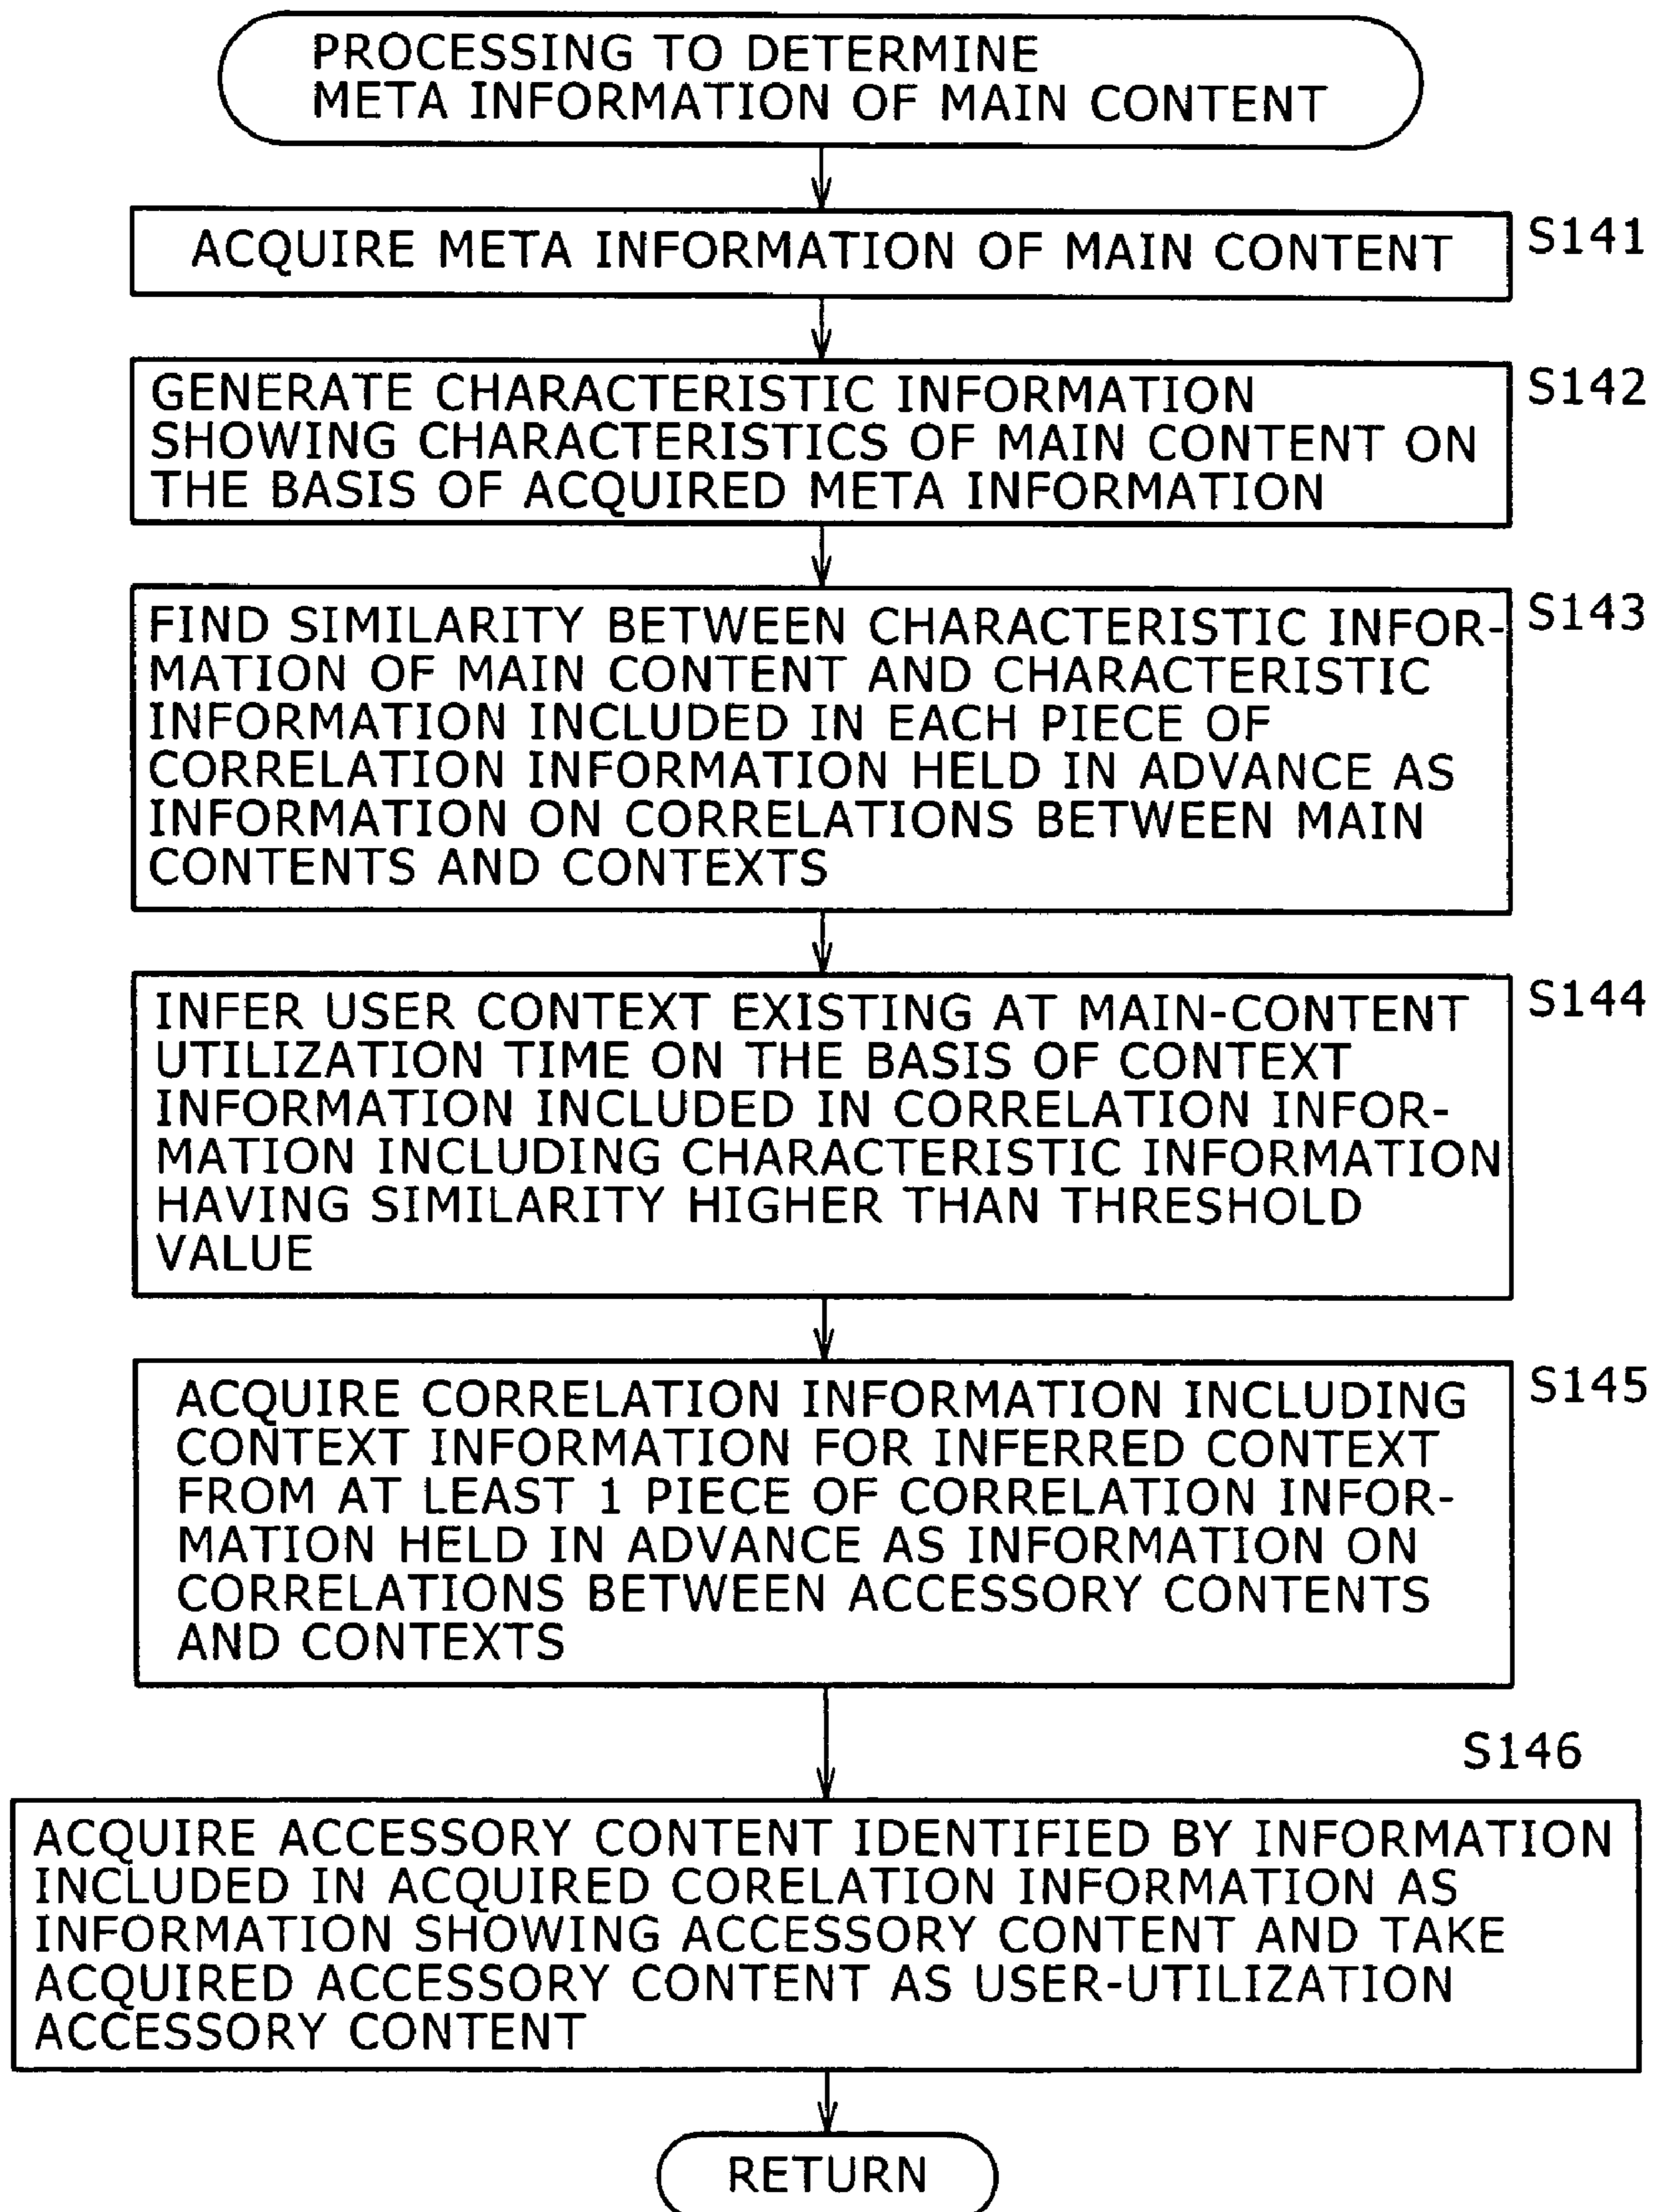 PROCESSING TO DETERMINE
META INFORMATION OF MAIN CONTENT
ACQUIRE META INFORMATION OF MAIN CONTENT
S141
GENERATE CHARACTERISTIC INFORMATION
SHOWING CHARACTERISTICS OF MAIN CONTENT ON
THE BASIS OF ACQUIRED META INFORMATION
S142
FIND SIMILARITY BETWEEN CHARACTERISTIC INFOR-
MATION OF MAIN CONTENT AND CHARACTERISTIC
INFORMATION INCLUDED IN EACH PIECE OF
CORRELATION INFORMATION HELD IN ADVANCE AS
INFORMATION ON CORRELATIONS BETWEEN MAIN
CONTENTS AND CONTEXTS
S143
INFER USER CONTEXT EXISTING AT MAIN-CONTENT
UTILIZATION TIME ON THE BASIS OF CONTEXT
INFORMATION INCLUDED IN CORRELATION INFOR-
MATION INCLUDING CHARACTERISTIC INFORMATION
HAVING SIMILARITY HIGHER THAN THRESHOLD
VALUE
S144
ACQUIRE CORRELATION INFORMATION INCLUDING
CONTEXT INFORMATION FOR INFERRED CONTEXT
FROM AT LEAST 1 PIECE OF CORRELATION INFOR-
MATION HELD IN ADVANCE AS INFORMATION ON
CORRELATIONS BETWEEN ACCESSORY CONTENTS
AND CONTEXTS
S145
S146
ACQUIRE ACCESSORY CONTENT IDENTIFIED BY INFORMATION
INCLUDED IN ACQUIRED CORELATION INFORMATION AS
INFORMATION SHOWING ACCESSORY CONTENT AND TAKE
ACQUIRED ACCESSORY CONTENT AS USER-UTILIZATION
ACCESSORY CONTENT
RETURN